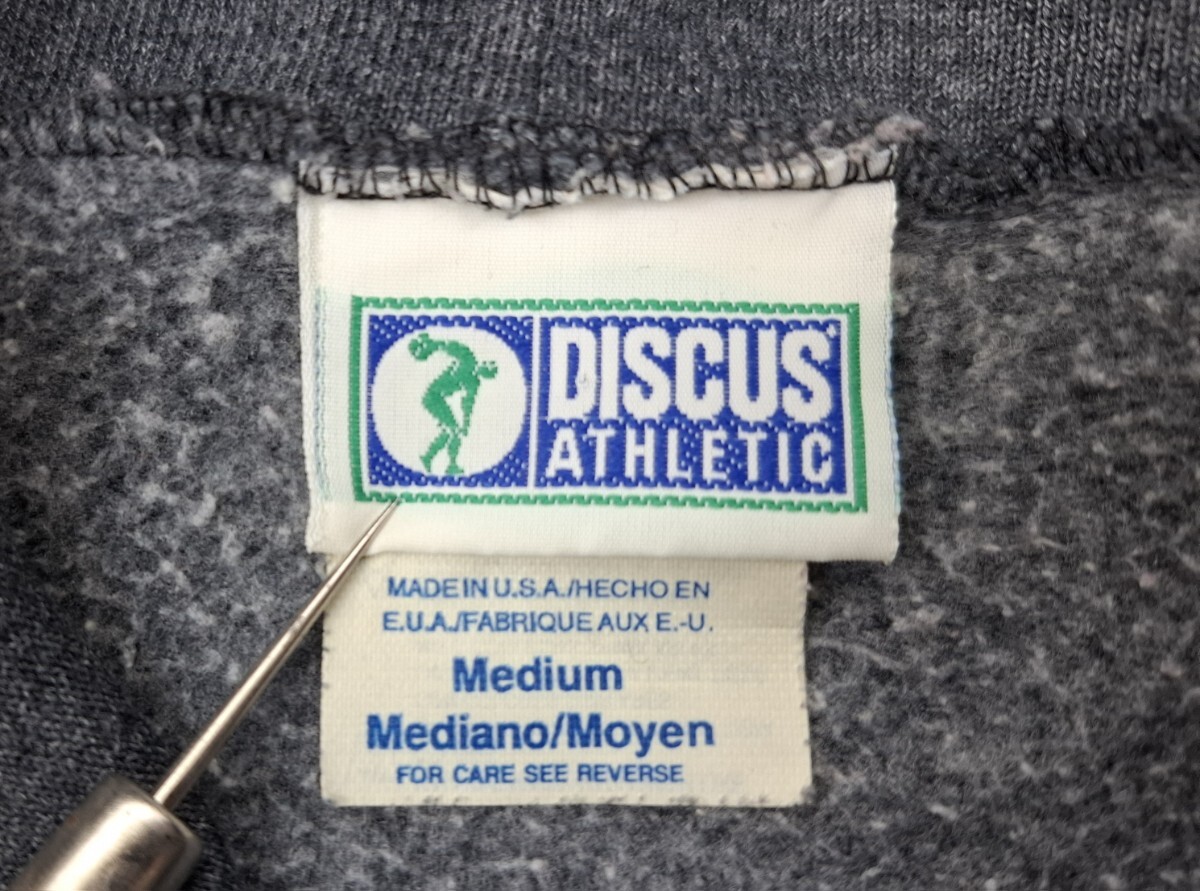 DISCUS
ATHLETIC
MADE IN U.S.A./HECHO EN
E.U.A./FABRIQUE AUX E.-U.
Medium
Mediano/Moyen
FOR CARE SEE REVERSE